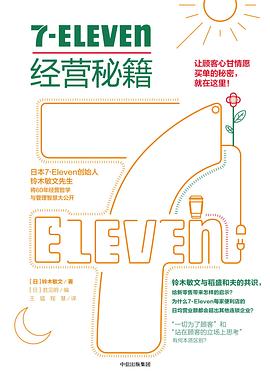 7-ELEVEn
经营秘籍
让顾客心甘情愿
买单的秘密，
就在这里！
日本7-Eleven创始人
铃木敏文先生
将60年经营哲学
与管理智慧大公开
7
ELEVEn
[日] 铃木敏文／著
[日] 胜见明／编
王猛 程慧／译
铃木敏文与稻盛和夫的共识，
给新零售带来怎样的启示？
为什么7-Eleven每家便利店的
日均营业额都会超出其他连锁企业？
“一切为了顾客”和
“站在顾客的立场上思考”
有何本质区别？
中信出版集团